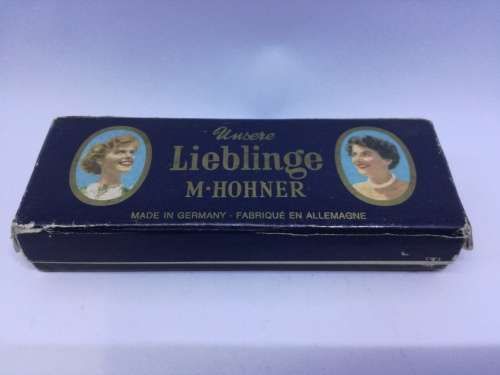 Unsere
Lieblinge
M·HOHNER
MADE IN GERMANY - FABRIQUÉ EN ALLEMAGNE